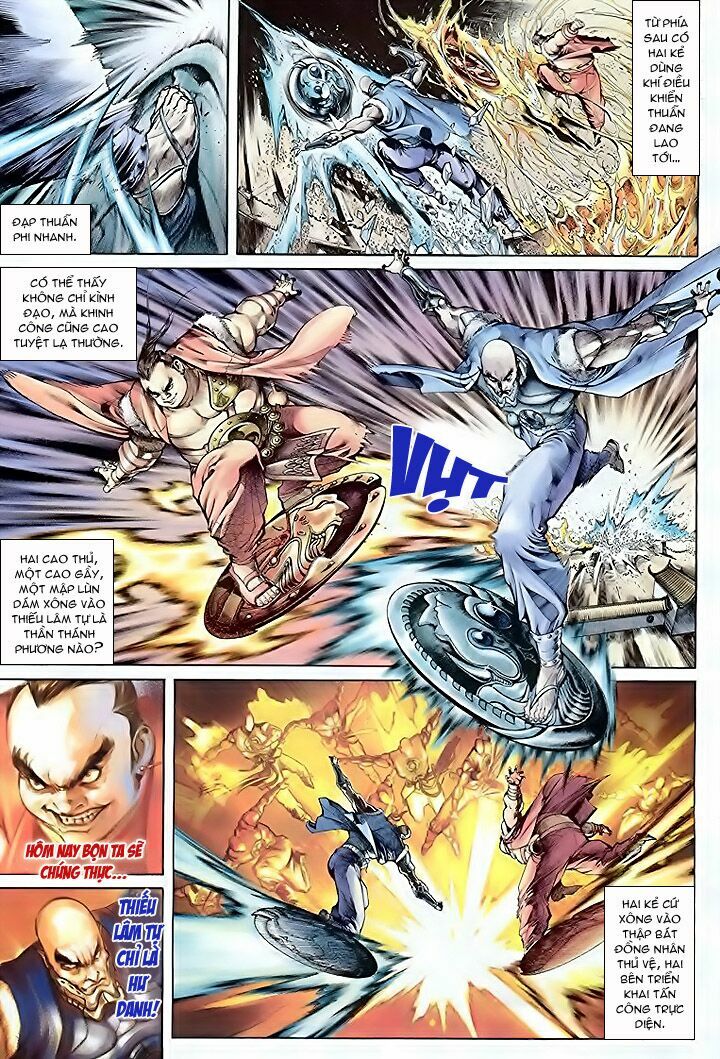 TỪ PHÍA
SAU CÓ
HAI KẺ
DÙNG
KHÍ ĐIỀU
KHIỂN
THUẪN
ĐANG
LAO
TỚI...
ĐẠP THUẪN
PHI NHANH.
CÓ THỂ THẤY
KHÔNG CHỈ KÌNH
ĐẠO, MÀ KHINH
CÔNG CŨNG CAO
TUYỆT LẠ THƯỜNG.
VỤT
HAI CAO THỦ,
MỘT CAO GẦY,
MỘT MẬP LÙN
DÁM XÔNG VÀO
THIẾU LÂM TỰ LÀ
THẦN THÁNH
PHƯƠNG NÀO?
HÔM NAY BỌN TA SẼ
CHỨNG THỰC...
THIẾU
LÂM TỰ
CHỈ LÀ
HƯ
DANH!
HAI KẺ CỨ
XÔNG VÀO
THẬP BÁT
ĐỒNG NHÂN
THỦ VỆ, HAI
BÊN TRIỂN
KHAI TẤN
CÔNG TRỰC
DIỆN.